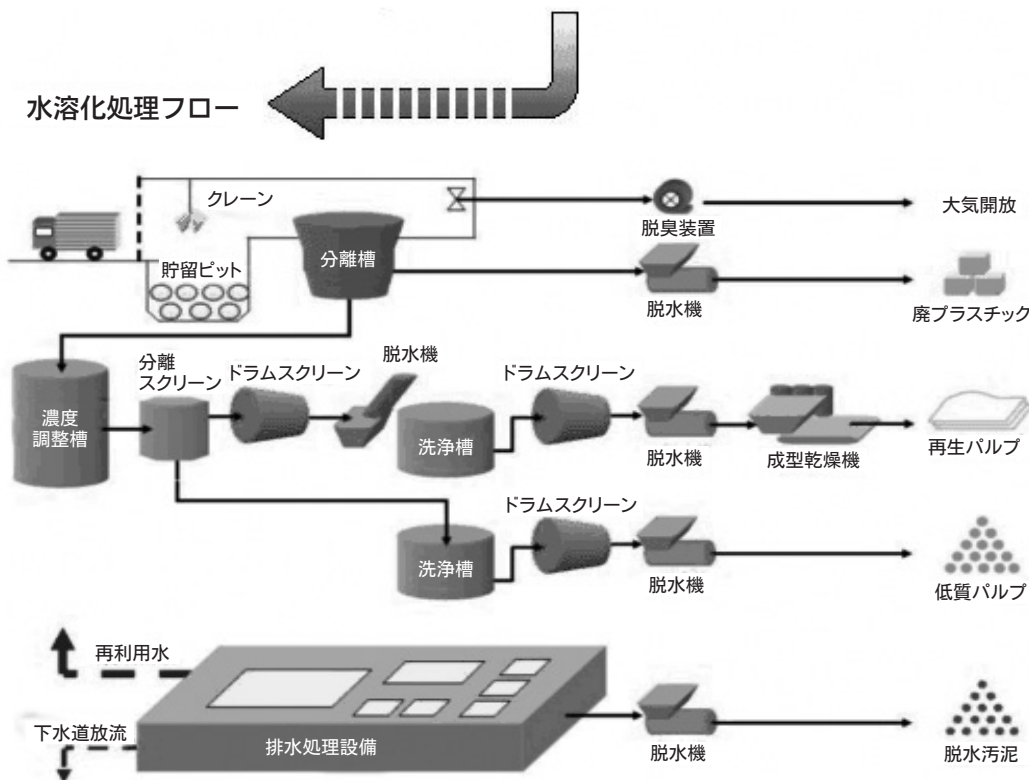 水溶化処理フロー
クレーン
貯留ピット
分離槽
脱臭装置
大気開放
脱水機
廃プラスチック
濃度
調整槽
分離
スクリーン
ドラムスクリーン
脱水機
洗浄槽
ドラムスクリーン
脱水機
成型乾燥機
再生パルプ
洗浄槽
ドラムスクリーン
脱水機
低質パルプ
再利用水
下水道放流
排水処理設備
脱水機
脱水汚泥